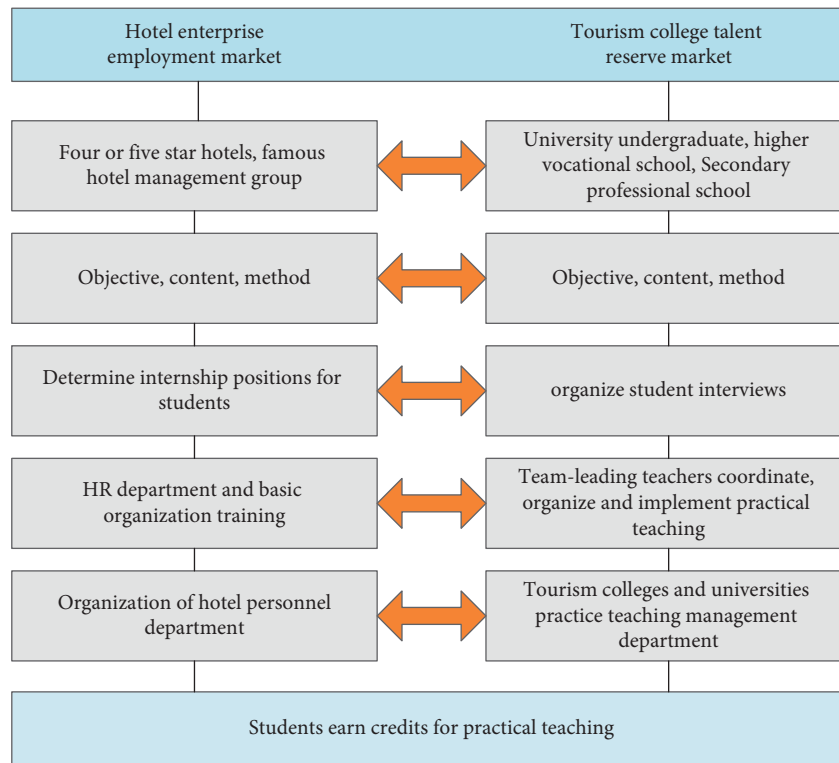 Hotel enterprise
employment market
Tourism college talent
reserve market
Four or five star hotels, famous
hotel management group
University undergraduate, higher
vocational school, Secondary
professional school
Objective, content, method
Objective, content, method
Determine internship positions for
students
organize student interviews
HR department and basic
organization training
Team-leading teachers coordinate,
organize and implement practical
teaching
Organization of hotel personnel
department
Tourism colleges and universities
practice teaching management
department
Students earn credits for practical teaching